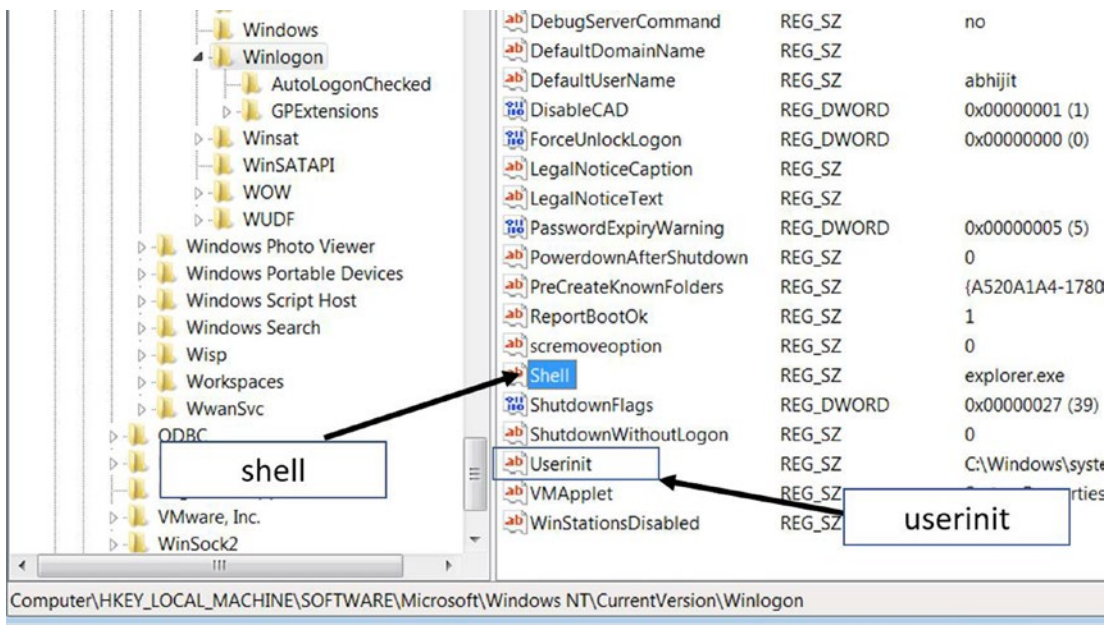 Windows
Winlogon
AutoLogonChecked
GPExtensions
Winsat
WinSATAPI
WOW
WUDF
Windows Photo Viewer
Windows Portable Devices
Windows Script Host
Windows Search
Wisp
Workspaces
WwanSvc
ODBC
VMware, Inc.
WinSock2
shell
DebugServerCommand REG_SZ no
DefaultDomainName REG_SZ
DefaultUserName REG_SZ abhijit
DisableCAD REG_DWORD 0x00000001 (1)
ForceUnlockLogon REG_DWORD 0x00000000 (0)
LegalNoticeCaption REG_SZ
LegalNoticeText REG_SZ
PasswordExpiryWarning REG_DWORD 0x00000005 (5)
PowerdownAfterShutdown REG_SZ 0
PreCreateKnownFolders REG_SZ {A520A1A4-1780
ReportBootOk REG_SZ 1
scremoveoption REG_SZ 0
Shell REG_SZ explorer.exe
ShutdownFlags REG_DWORD 0x00000027 (39)
ShutdownWithoutLogon REG_SZ 0
Userinit REG_SZ C:\Windows\syste
VMApplet REG_SZ
WinStationsDisabled REG_SZ
userinit
Computer\HKEY_LOCAL_MACHINE\SOFTWARE\Microsoft\Windows NT\CurrentVersion\Winlogon